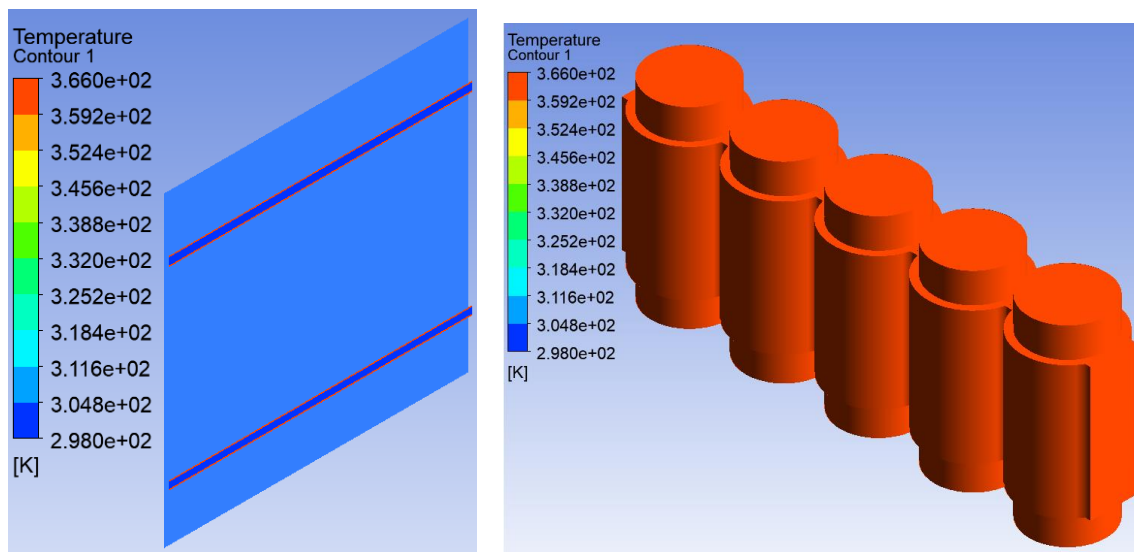 Temperature
Contour 1
3.660e+02
3.592e+02
3.524e+02
3.456e+02
3.388e+02
3.320e+02
3.252e+02
3.184e+02
3.116e+02
3.048e+02
2.980e+02
[K]
Temperature
Contour 1
3.660e+02
3.592e+02
3.524e+02
3.456e+02
3.388e+02
3.320e+02
3.252e+02
3.184e+02
3.116e+02
3.048e+02
2.980e+02
[K]